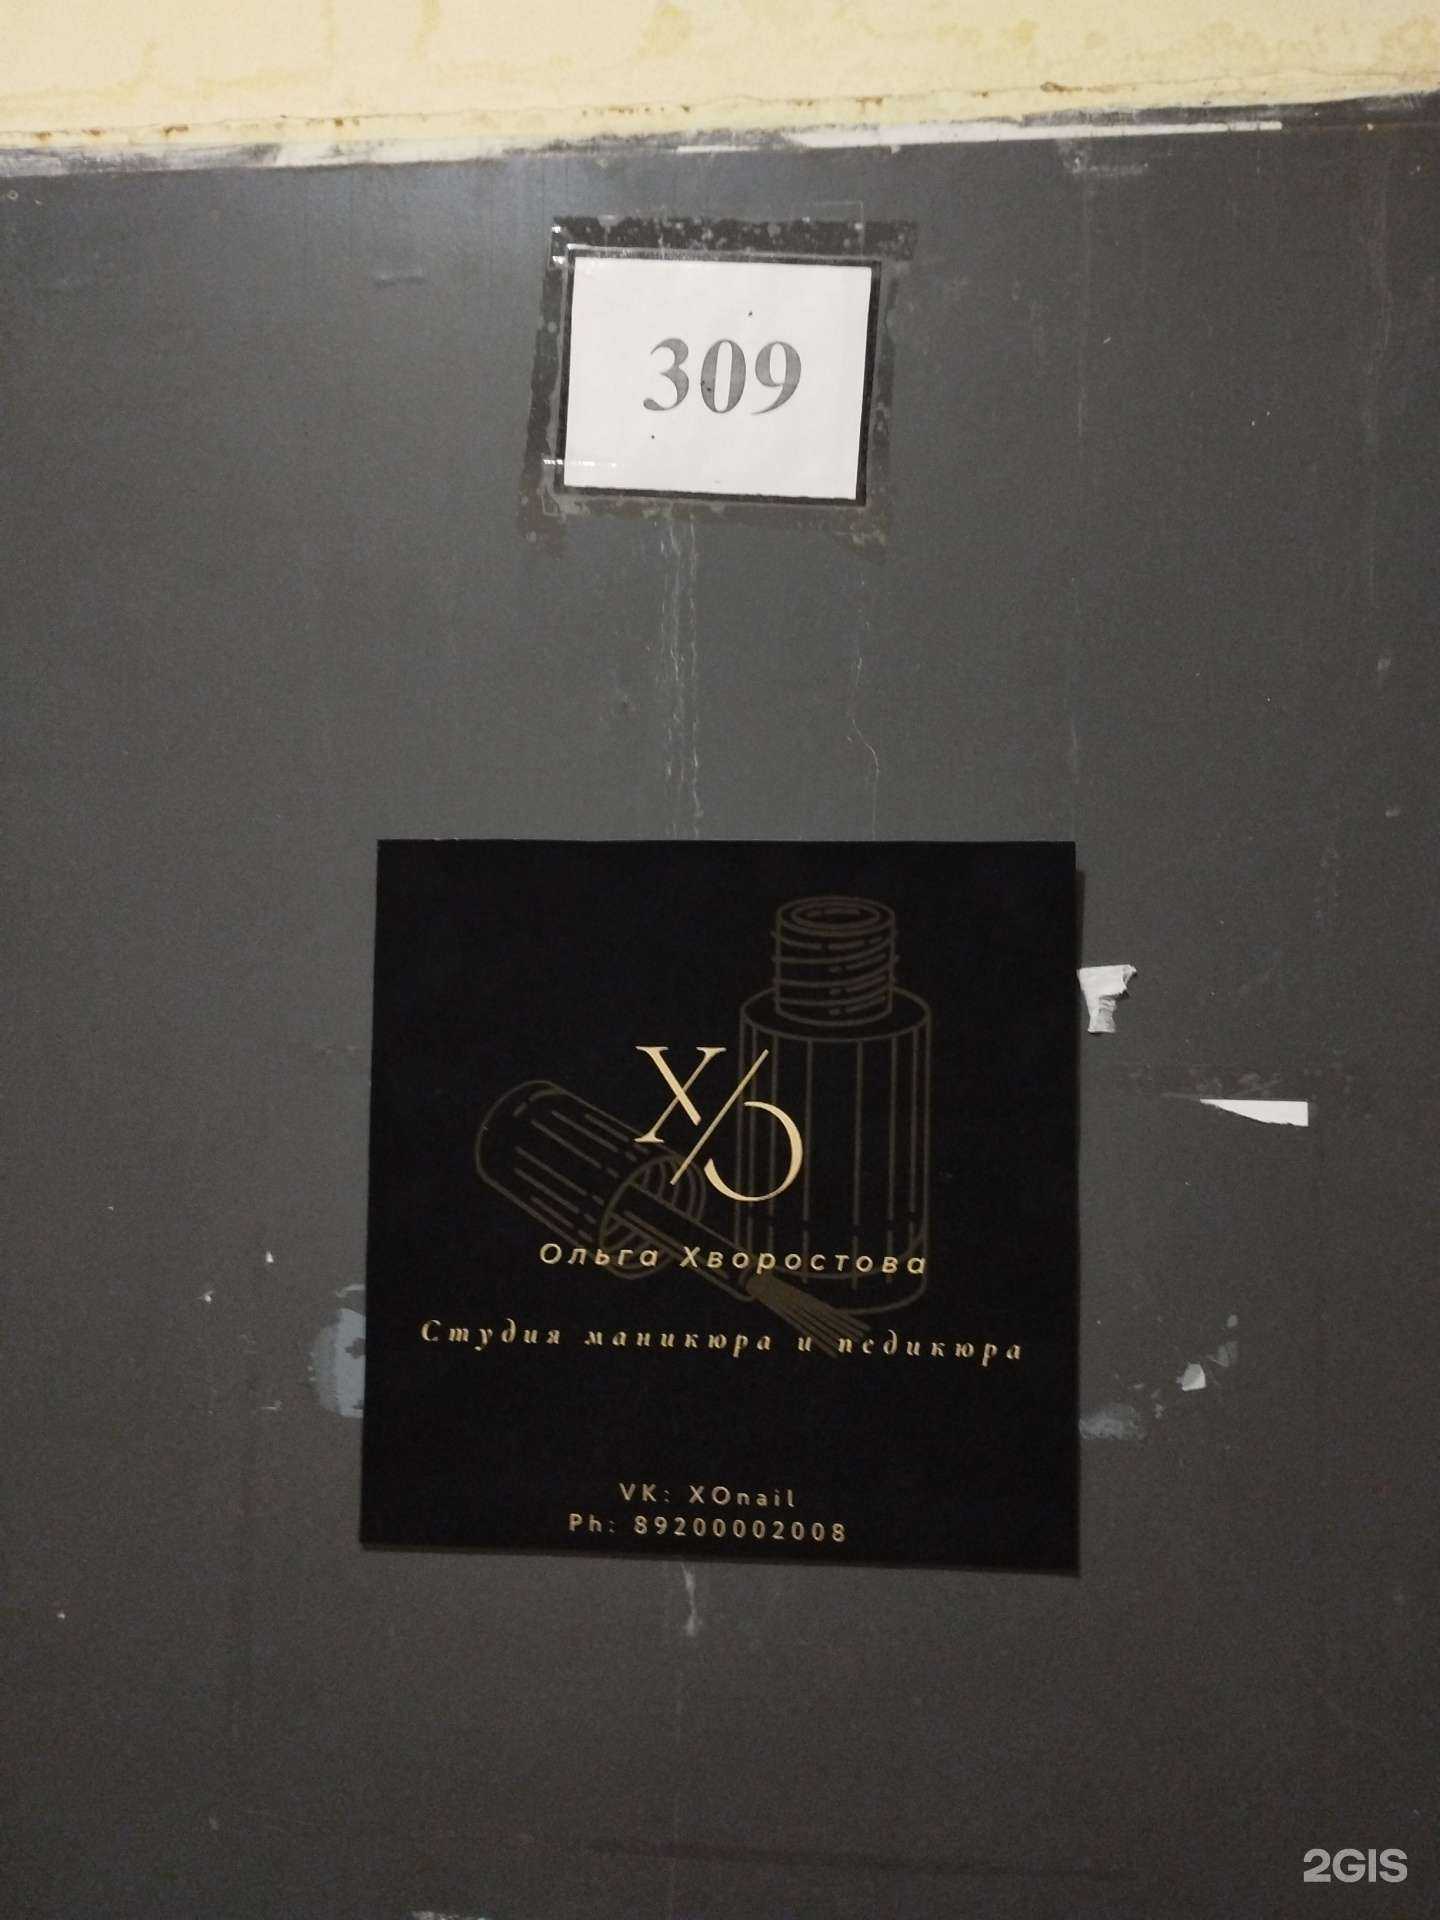 309
X/O
Ольга Хворостова
Студия маникюра и педикюра
VK: XOnail
Ph: 89200002008
2GIS